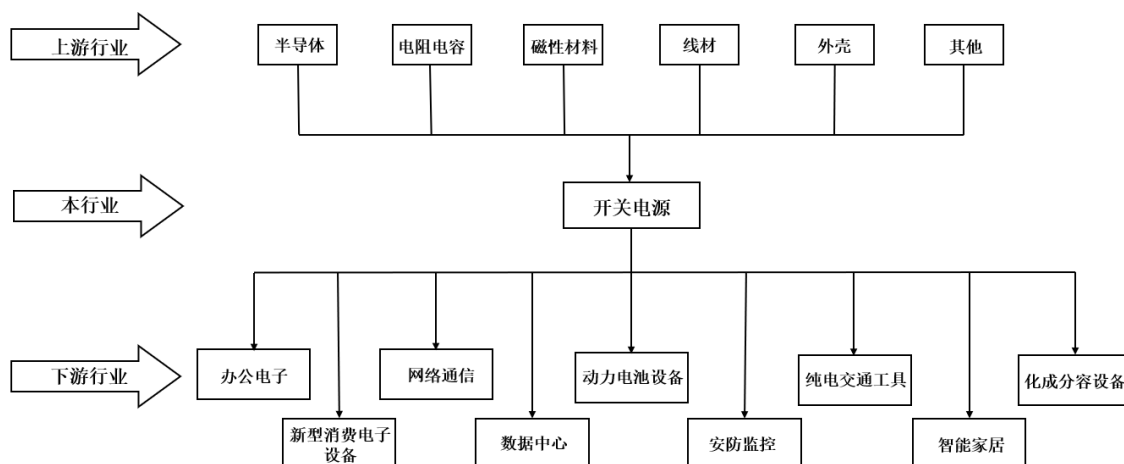 上游行业
半导体
电阻电容
磁性材料
线材
外壳
其他
本行业
开关电源
下游行业
办公电子
网络通信
动力电池设备
纯电交通工具
化成分容设备
新型消费电子
设备
数据中心
安防监控
智能家居